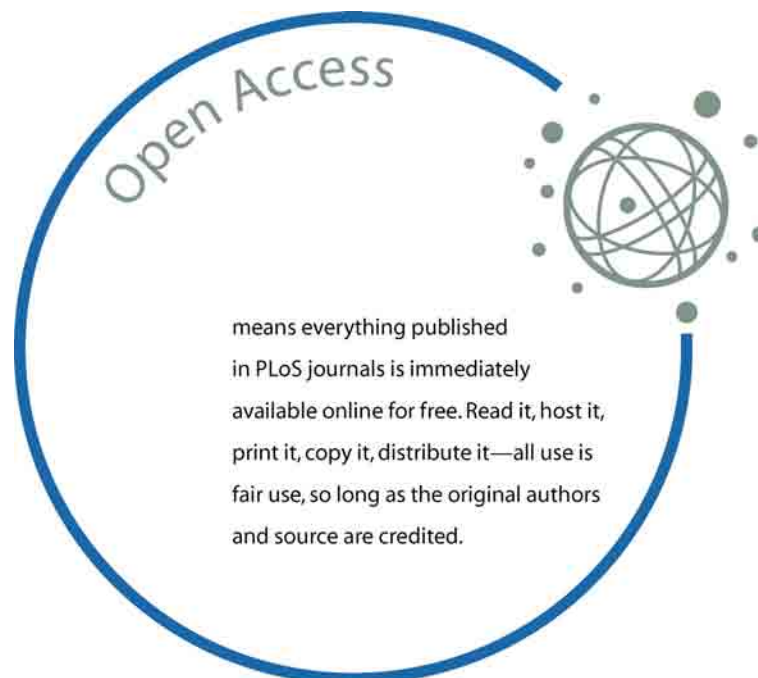 Open Access
means everything published
in PLoS journals is immediately
available online for free. Read it, host it,
print it, copy it, distribute it—all use is
fair use, so long as the original authors
and source are credited.